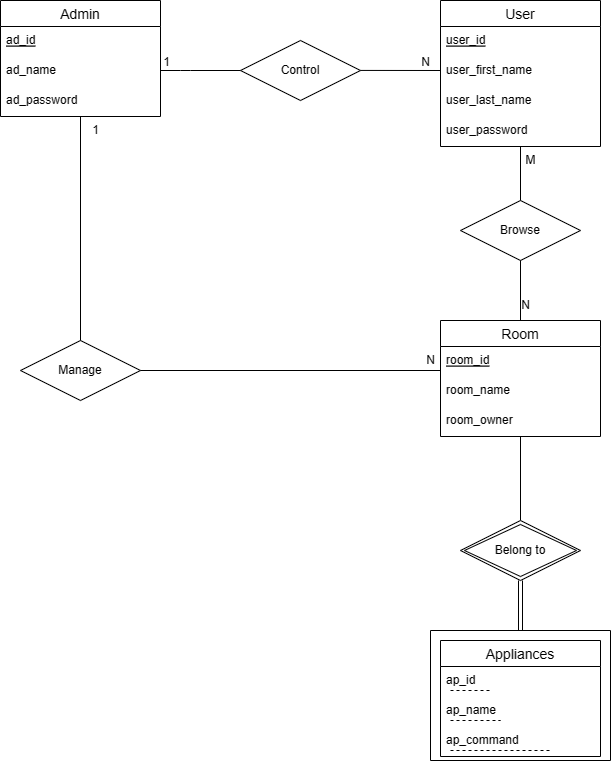 Admin
ad_id
ad_name
ad_password
1
Control
N
User
user_id
user_first_name
user_last_name
user_password
1
M
Browse
N
Manage
N
Room
room_id
room_name
room_owner
Belong to
Appliances
ap_id
ap_name
ap_command